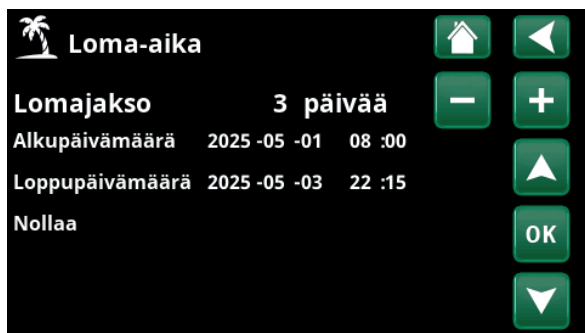 Loma-aika
Lomajakso 3 päivää
Alkupäivämäärä 2025 -05 -01 08 :00
Loppupäivämäärä 2025 -05 -03 22 :15
Nollaa
OK